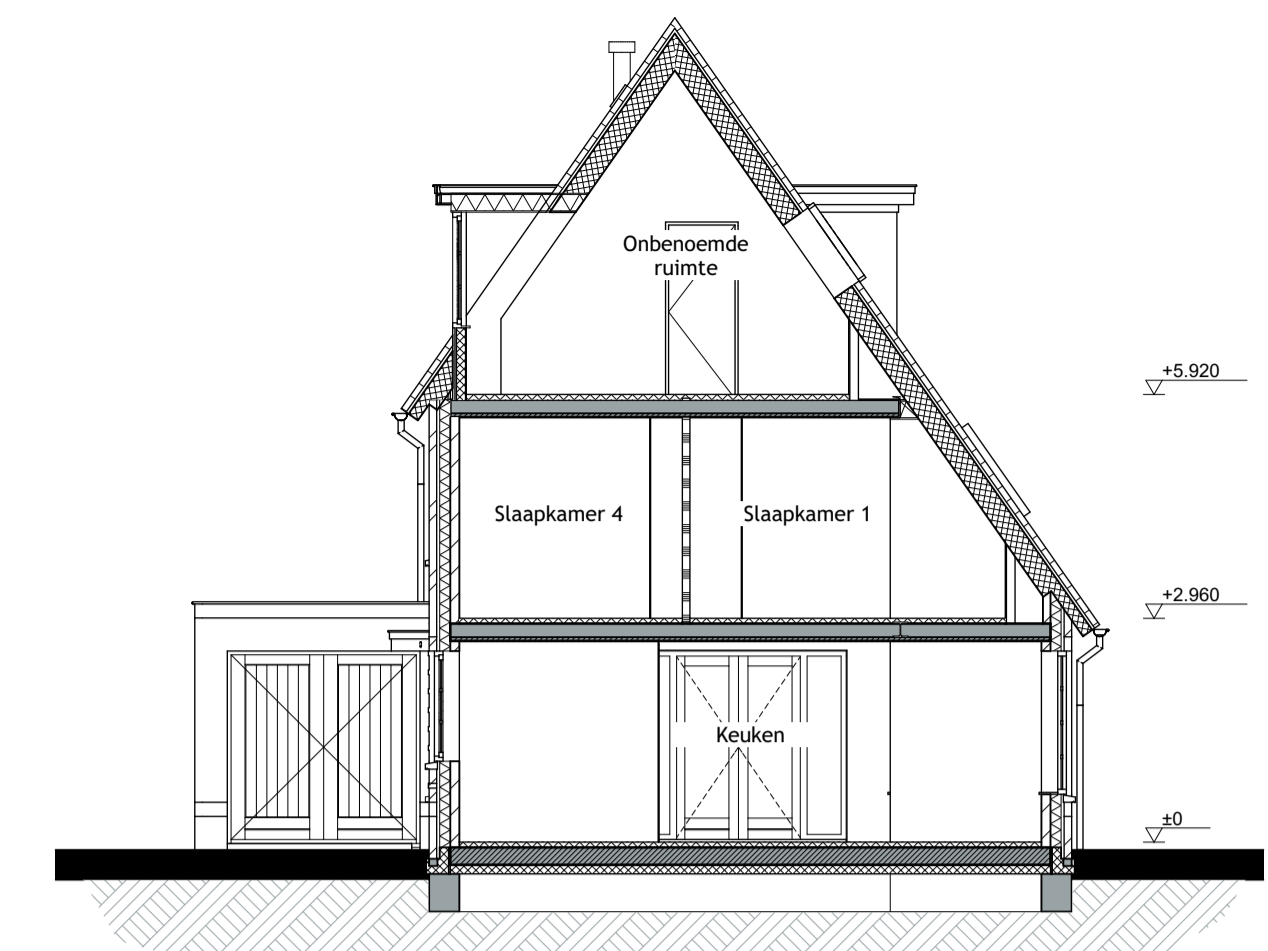 Onbenoemde
ruimte
+5.920
Slaapkamer 4
Slaapkamer 1
+2.960
Keuken
±0